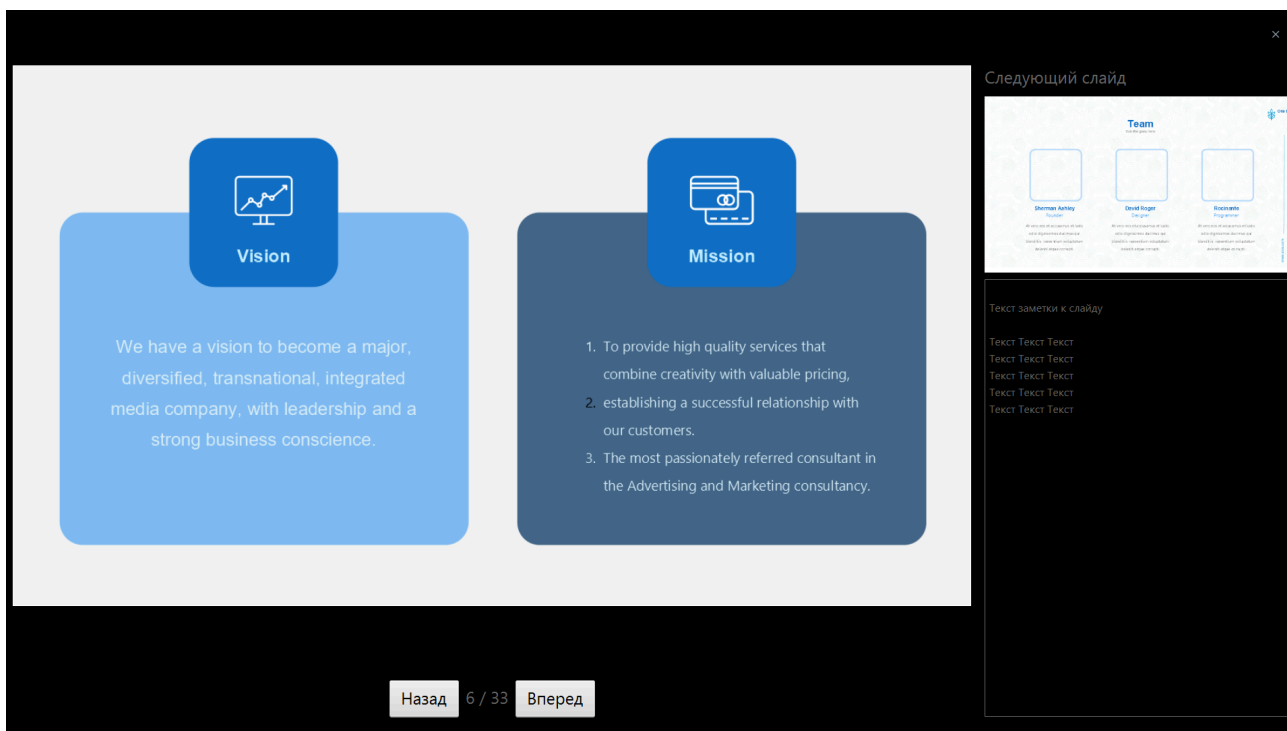 ×
Vision
We have a vision to become a major,
diversified, transnational, integrated
media company, with leadership and a
strong business conscience.
Mission
1. To provide high quality services that
combine creativity with valuable pricing,
2. establishing a successful relationship with
our customers.
3. The most passionately referred consultant in
the Advertising and Marketing consultancy.
Следующий слайд
Team
Sherman Ashley
Founder
David Roger
Designer
Rocinante
Programmer
Текст заметки к слайду
Текст Текст Текст
Текст Текст Текст
Текст Текст Текст
Текст Текст Текст
Текст Текст Текст
Назад 6 / 33 Вперед